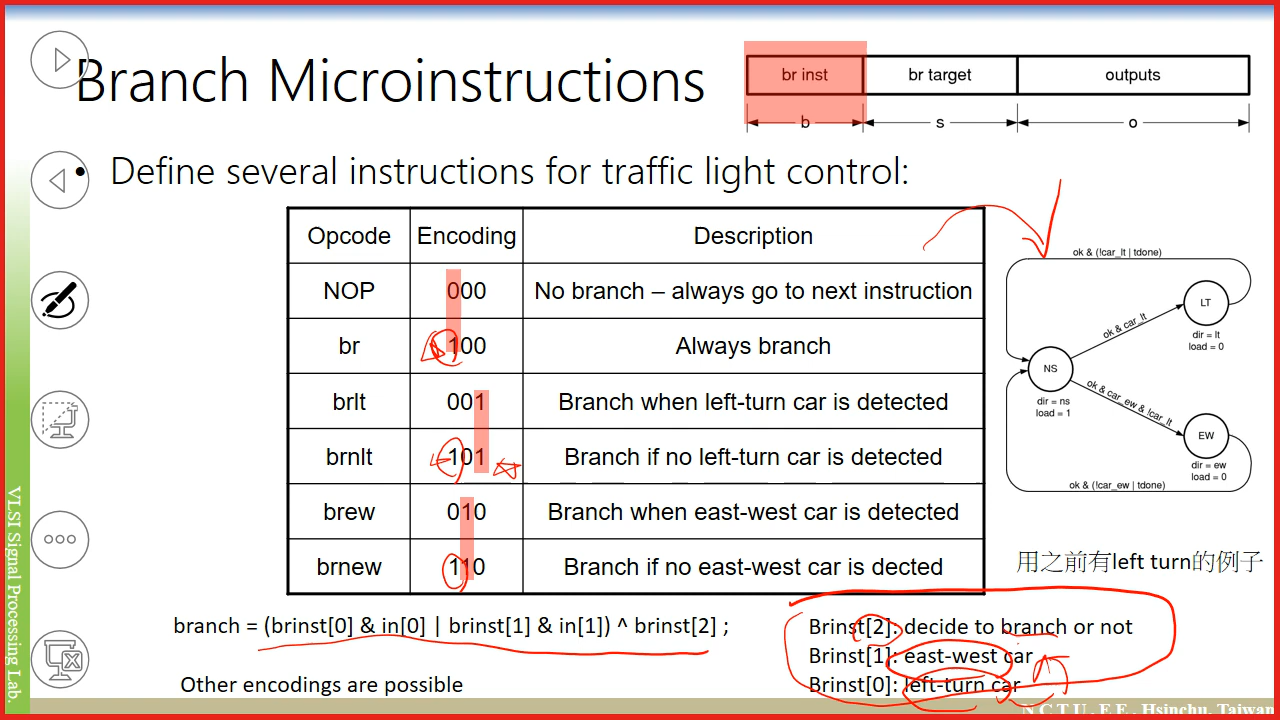 Branch Microinstructions
br inst br target outputs
b s o
• Define several instructions for traffic light control:
Opcode Encoding Description
NOP 000 No branch – always go to next instruction
br 100 Always branch
brlt 001 Branch when left-turn car is detected
brnlt 101 Branch if no left-turn car is detected
brew 010 Branch when east-west car is detected
brnew 110 Branch if no east-west car is dected
ok & (!car_lt | tdone)
LT
dir = lt
load = 0
ok & car_lt
NS
dir = ns
load = 1
ok & car_ew & !car_lt
EW
dir = ew
load = 0
ok & (!car_ew | tdone)
用之前有left turn的例子
branch = (brinst[0] & in[0] | brinst[1] & in[1]) ^ brinst[2] ;
Other encodings are possible
Brinst[2]: decide to branch or not
Brinst[1]: east-west car
Brinst[0]: left-turn car
VLSI Signal Processing Lab.
N C T U . E E , Hsinchu, Taiwan